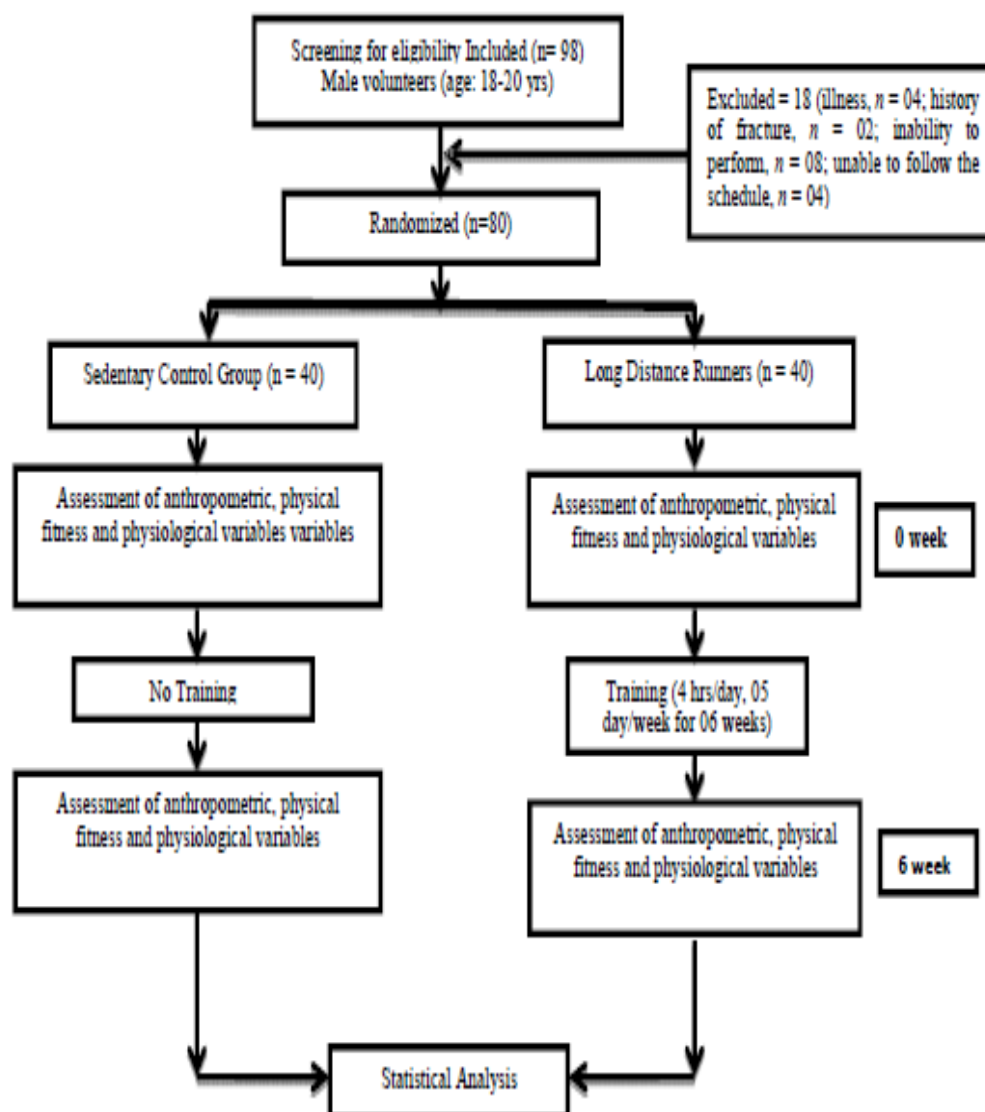 Screening for eligibility Included (n= 98)
Male volunteers (age: 18-20 yrs)
Excluded = 18 (illness, n = 04; history
of fracture, n = 02; inability to
perform, n = 08; unable to follow the
schedule, n = 04)
Randomized (n=80)
Sedentary Control Group (n = 40)
Long Distance Runners (n = 40)
Assessment of anthropometric, physical
fitness and physiological variables variables
Assessment of anthropometric, physical
fitness and physiological variables
0 week
No Training
Training (4 hrs/day, 05
day/week for 06 weeks)
Assessment of anthropometric, physical
fitness and physiological variables
Assessment of anthropometric, physical
fitness and physiological variables
6 week
Statistical Analysis